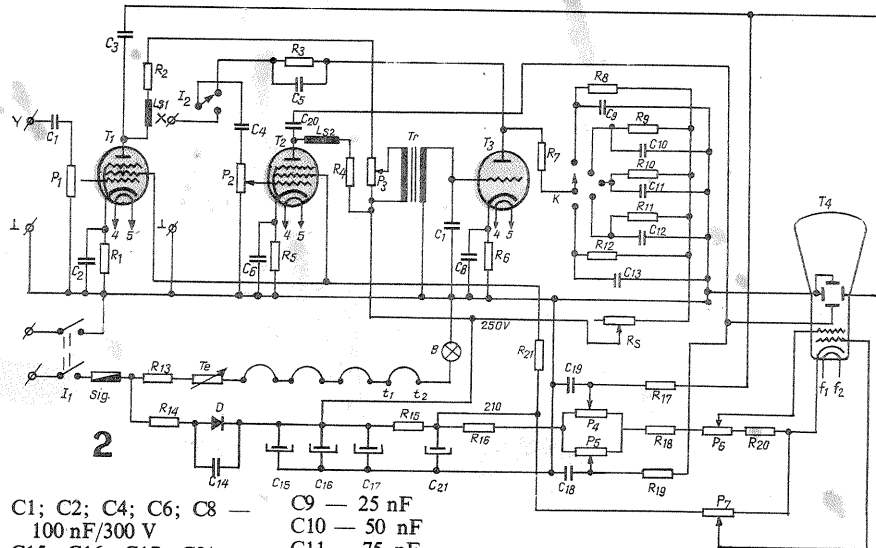 C3
R2
Ls1
I2
X
R3
C5
C20
Ls2
Y
C1
T1
C4
T2
R4
P3
Tr
T3
R7
R8
C9
R9
C10
R10
C11
R11
C12
R12
C13
K
P1
P2
4 5
4 5
4 5
⊥
⊥
C2
R1
C6
R5
C1
C8
R6
T4
250V
RS
B
R21
f1 f2
I1
Sig.
R13
Te
t1 t2
C19
R17
R14
D
R15
210
R16
P4
P5
R18
P6
R20
2
C14
C15
C16
C17
C21
C18
R19
P7
C1; C2; C4; C6; C8 —
100 nF/300 V
C9 — 25 nF
C10 — 50 nF